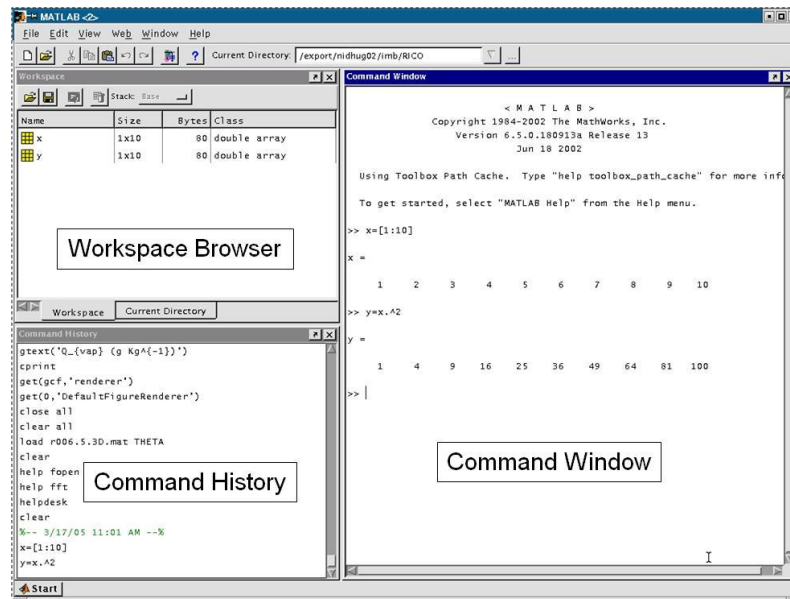 MATLAB <2>
File Edit View Web Window Help
Current Directory: /export/nidhug02/imb/RICO
Workspace
Stack: Base
Name Size Bytes Class
x 1x10 80 double array
y 1x10 80 double array
Workspace Browser
Workspace Current Directory
Command History
gtext('Q_{vap} (g Kg^{-1})')
cprint
get(gcf,'renderer')
get(0,'DefaultFigureRenderer')
close all
clear all
load r006.5.3D.mat THETA
clear
help fopen
help fft
helpdesk
clear
%-- 3/17/05 11:01 AM --%
x=[1:10]
y=x.^2
Command History
Command Window
< M A T L A B >
Copyright 1984-2002 The MathWorks, Inc.
Version 6.5.0.180913a Release 13
Jun 18 2002
Using Toolbox Path Cache. Type "help toolbox_path_cache" for more info
To get started, select "MATLAB Help" from the Help menu.
>> x=[1:10]
x =
1 2 3 4 5 6 7 8 9 10
>> y=x.^2
y =
1 4 9 16 25 36 49 64 81 100
>>
Command Window
Start